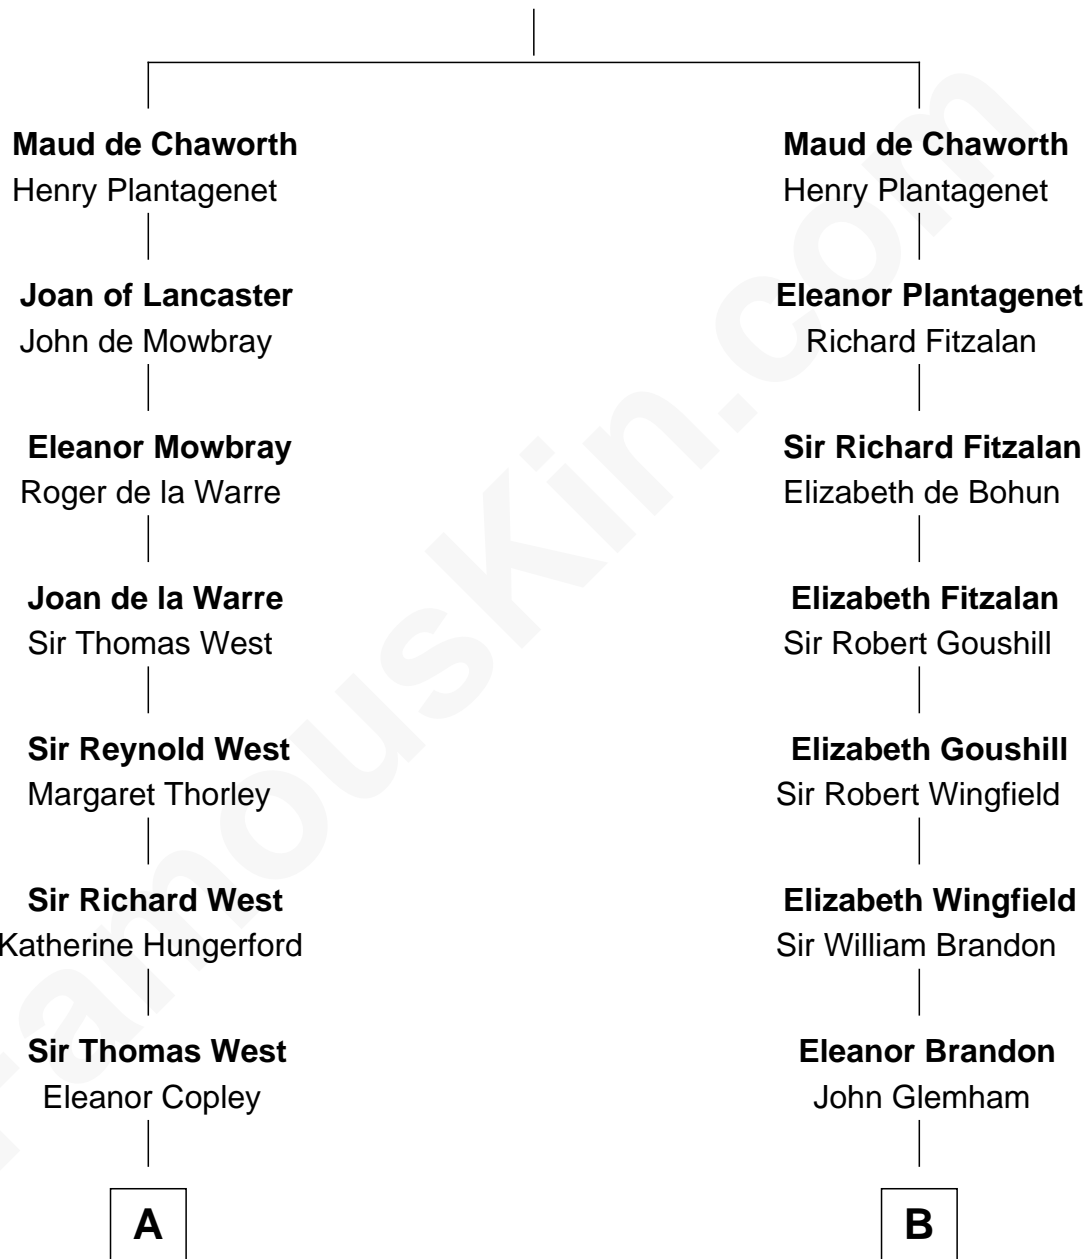 Maud de Chaworth
Henry Plantagenet
Joan of Lancaster
John de Mowbray
Eleanor Mowbray
Roger de la Warre
Joan de la Warre
Sir Thomas West
Sir Reynold West
Margaret Thorley
Sir Richard West
Katherine Hungerford
Sir Thomas West
Eleanor Copley
A
Maud de Chaworth
Henry Plantagenet
Eleanor Plantagenet
Richard Fitzalan
Sir Richard Fitzalan
Elizabeth de Bohun
Elizabeth Fitzalan
Sir Robert Goushill
Elizabeth Goushill
Sir Robert Wingfield
Elizabeth Wingfield
Sir William Brandon
Eleanor Brandon
John Glemham
B
FamousKin.com